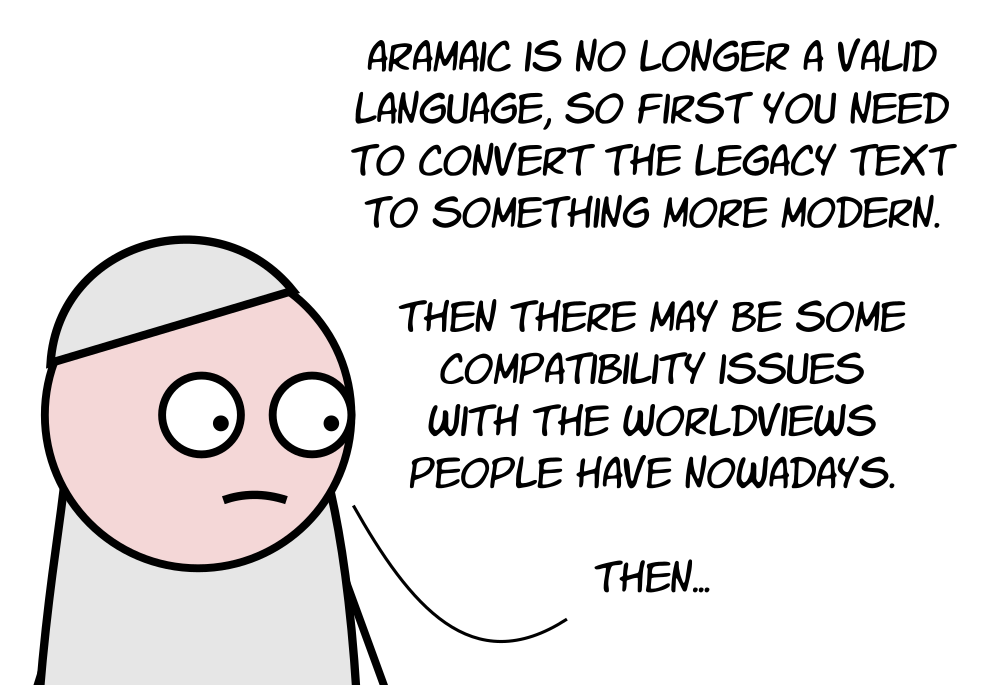 ARAMAIC IS NO LONGER A VALID
LANGUAGE, SO FIRST YOU NEED
TO CONVERT THE LEGACY TEXT
TO SOMETHING MORE MODERN.
THEN THERE MAY BE SOME
COMPATIBILITY ISSUES
WITH THE WORLDVIEWS
PEOPLE HAVE NOWADAYS.
THEN...